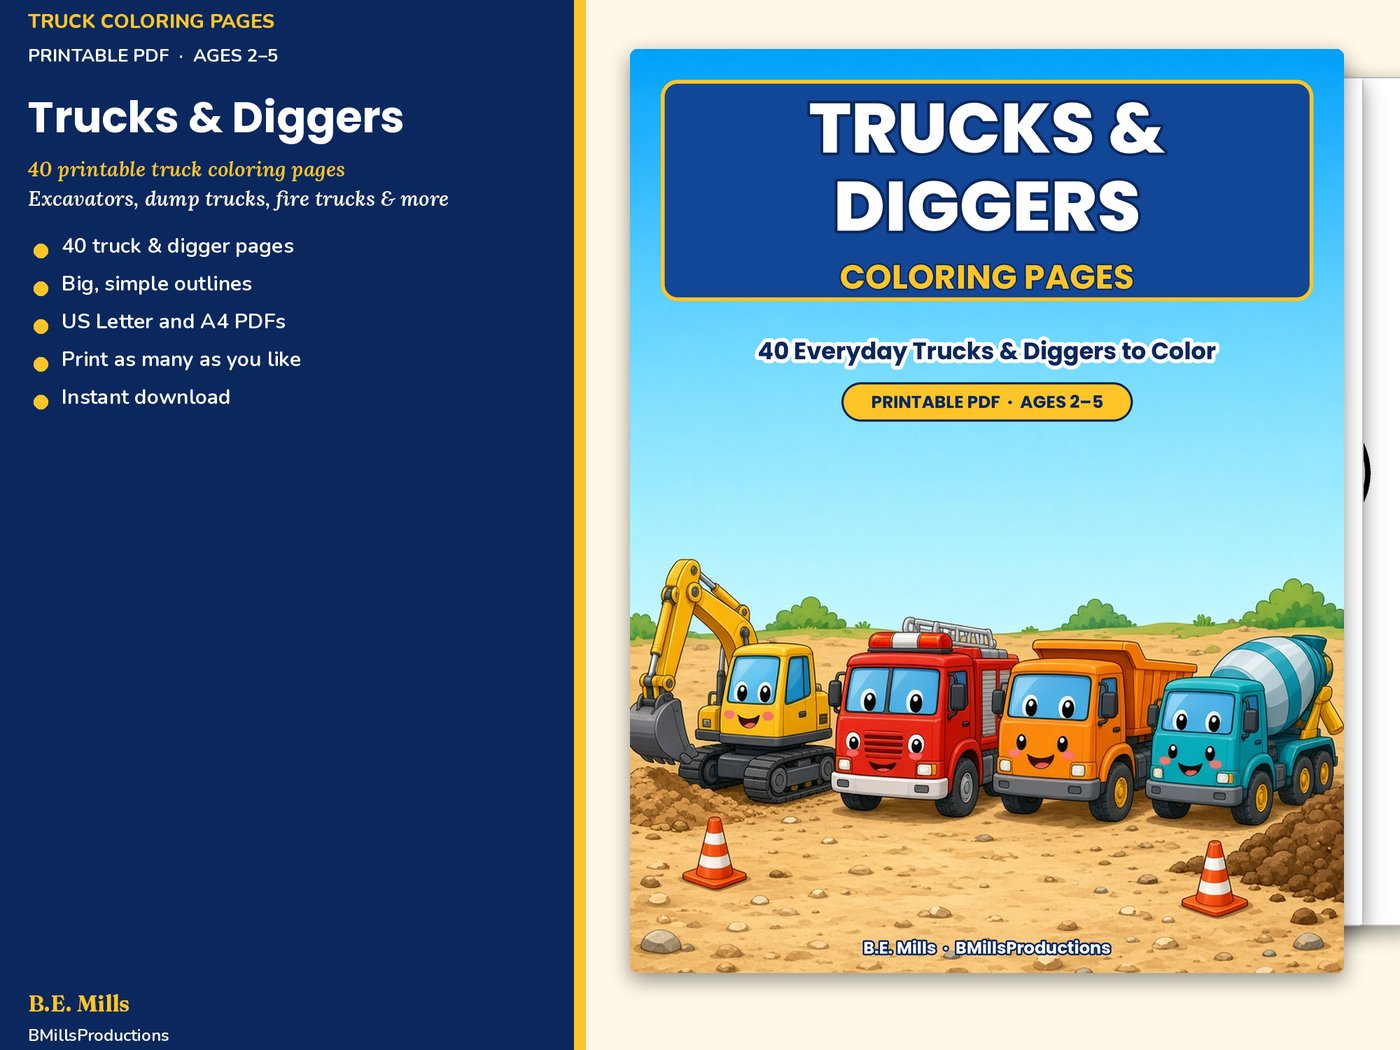 TRUCK COLORING PAGES
PRINTABLE PDF · AGES 2–5
Trucks & Diggers
40 printable truck coloring pages
Excavators, dump trucks, fire trucks & more
40 truck & digger pages
Big, simple outlines
US Letter and A4 PDFs
Print as many as you like
Instant download
B.E. Mills
BMillsProductions
TRUCKS &
DIGGERS
COLORING PAGES
40 Everyday Trucks & Diggers to Color
PRINTABLE PDF · AGES 2–5
B.E. Mills · BMillsProductions